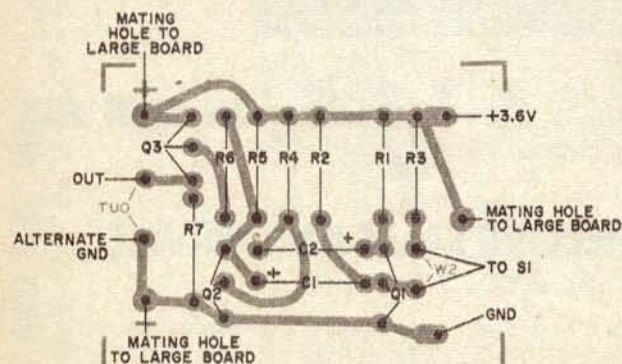 MATING
HOLE TO
LARGE BOARD
+
+3.6V
Q3
R6 R5 R4 R2 R1 R3
OUT
TUO
MATING HOLE
TO LARGE BOARD
ALTERNATE
GND
R7
C2 +
W2
TO S1
+
C1
Q2
Q1
GND
+
MATING HOLE
TO LARGE BOARD